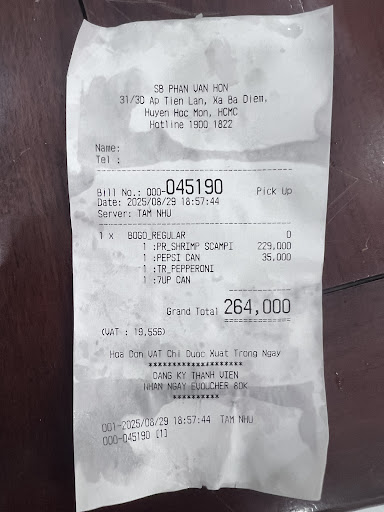 SB PHAN VAN HON
31/3D Ap Tien Lan, Xa Ba Diem,
Huyen Hoc Mon, HCMC
Hotline 1900 1822
Name:
Tel :
Bill No.: 000-045190 Pick Up
Date: 2025/08/29 18:57:44
Server: TAM NHU
1 x BOGO_REGULAR 0
1 :PR_SHRIMP SCAMPI 229,000
1 :PEPSI CAN 35,000
1 :TR_PEPPERONI
1 :7UP CAN
Grand Total 264,000
(VAT : 19,556)
Hoa Don VAT Chi Duoc Xuat Trong Ngay
********************
DANG KY THANH VIEN
NHAN NGAY EVOUCHER 80K
**********
001-2025/08/29 18:57:44 TAM NHU
000-045190 [1]